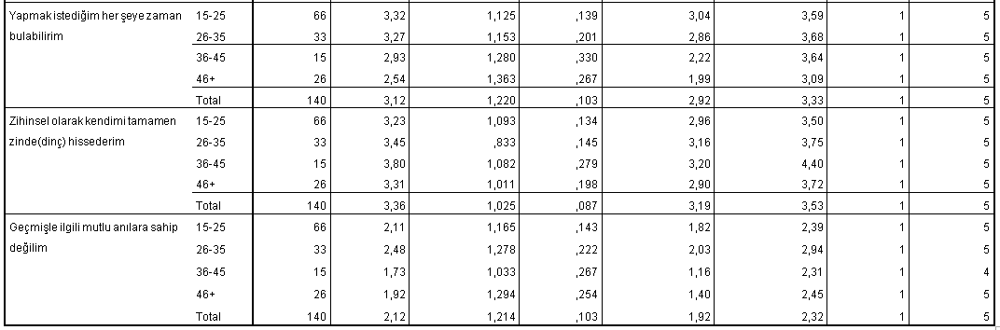 Yapmak istediğim her şeye zaman 15-25 66 3,32 1,125 ,139 3,04 3,59 1 5
bulabilirim 26-35 33 3,27 1,153 ,201 2,86 3,68 1 5
36-45 15 2,93 1,280 ,330 2,22 3,64 1 5
46+ 26 2,54 1,363 ,267 1,99 3,09 1 5
Total 140 3,12 1,220 ,103 2,92 3,33 1 5
Zihinsel olarak kendimi tamamen 15-25 66 3,23 1,093 ,134 2,96 3,50 1 5
zinde(dinç) hissederim 26-35 33 3,45 ,833 ,145 3,16 3,75 1 5
36-45 15 3,80 1,082 ,279 3,20 4,40 1 5
46+ 26 3,31 1,011 ,198 2,90 3,72 1 5
Total 140 3,36 1,025 ,087 3,19 3,53 1 5
Geçmişle ilgili mutlu anılara sahip 15-25 66 2,11 1,165 ,143 1,82 2,39 1 5
değilim 26-35 33 2,48 1,278 ,222 2,03 2,94 1 5
36-45 15 1,73 1,033 ,267 1,16 2,31 1 4
46+ 26 1,92 1,294 ,254 1,40 2,45 1 5
Total 140 2,12 1,214 ,103 1,92 2,32 1 5